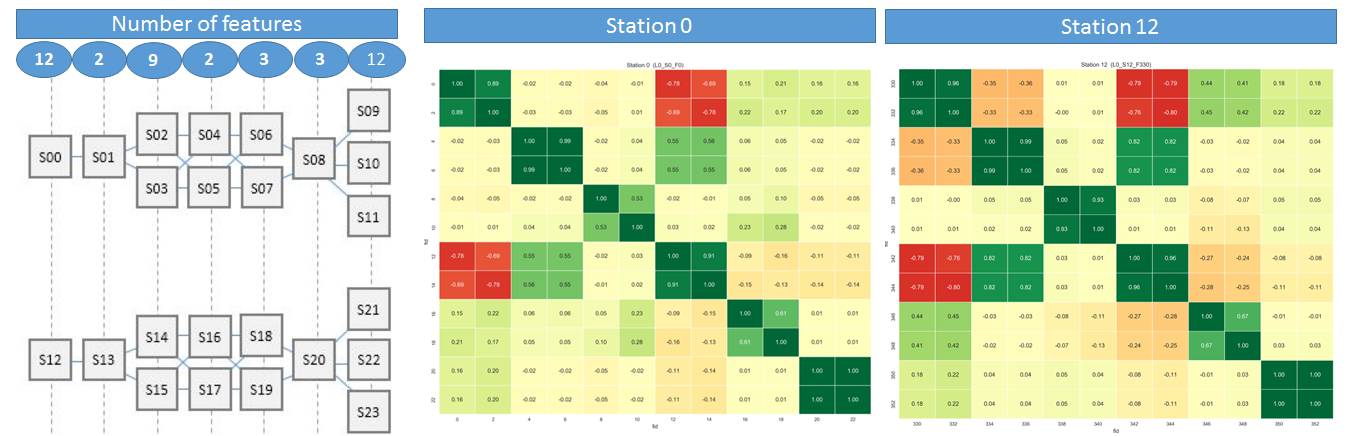 Number of features
12 2 9 2 3 3 12
S09
S02 S04 S06
S00 S01 S08 S10
S03 S05 S07
S11
S21
S14 S16 S18
S12 S13 S20 S22
S15 S17 S19
S23
Station 0
Station 0 (L0_S0_F0)
0 1.00 0.89 -0.02 -0.02 -0.04 -0.01 -0.78 -0.69 0.15 0.21 0.16 0.16
2 0.89 1.00 -0.03 -0.03 -0.05 0.01 -0.69 -0.78 0.22 0.17 0.20 0.20
4 -0.02 -0.03 1.00 0.99 -0.02 0.04 0.55 0.56 0.06 0.05 -0.02 -0.02
6 -0.02 -0.03 0.99 1.00 -0.02 0.04 0.55 0.55 0.06 0.05 -0.02 -0.02
8 -0.04 -0.05 -0.02 -0.02 1.00 0.53 -0.02 -0.01 0.05 0.10 -0.05 -0.05
10 -0.01 0.01 0.04 0.04 0.53 1.00 0.03 0.02 0.23 0.28 -0.02 -0.02
fid
12 -0.78 -0.69 0.55 0.55 -0.02 0.03 1.00 0.91 -0.09 -0.16 -0.11 -0.11
14 -0.69 -0.78 0.56 0.55 -0.01 0.02 0.91 1.00 -0.15 -0.13 -0.14 -0.14
16 0.15 0.22 0.06 0.06 0.05 0.23 -0.09 -0.15 1.00 0.61 0.01 0.01
18 0.21 0.17 0.05 0.05 0.10 0.28 -0.16 -0.13 0.61 1.00 0.01 0.01
20 0.16 0.20 -0.02 -0.02 -0.05 -0.02 -0.11 -0.14 0.01 0.01 1.00 1.00
22 0.16 0.20 -0.02 -0.02 -0.05 -0.02 -0.11 -0.14 0.01 0.01 1.00 1.00
0 2 4 6 8 10 12 14 16 18 20 22
fid
Station 12
Station 12 (L0_S12_F330)
330 1.00 0.96 -0.35 -0.36 0.01 0.01 -0.79 -0.79 0.44 0.41 0.18 0.18
332 0.96 1.00 -0.33 -0.33 -0.00 0.01 -0.76 -0.80 0.45 0.42 0.22 0.22
334 -0.35 -0.33 1.00 0.99 0.05 0.02 0.82 0.82 -0.03 -0.02 0.04 0.04
336 -0.36 -0.33 0.99 1.00 0.05 0.02 0.82 0.82 -0.03 -0.02 0.04 0.04
338 0.01 -0.00 0.05 0.05 1.00 0.93 0.03 0.03 -0.08 -0.07 0.05 0.05
340 0.01 0.01 0.02 0.02 0.93 1.00 0.01 0.01 -0.11 -0.13 0.04 0.04
fid
342 -0.79 -0.76 0.82 0.82 0.03 0.01 1.00 0.96 -0.27 -0.24 -0.08 -0.08
344 -0.79 -0.80 0.82 0.82 0.03 0.01 0.96 1.00 -0.28 -0.25 -0.11 -0.11
346 0.44 0.45 -0.03 -0.03 -0.08 -0.11 -0.27 -0.28 1.00 0.67 -0.01 -0.01
348 0.41 0.42 -0.02 -0.02 -0.07 -0.13 -0.24 -0.25 0.67 1.00 0.03 0.03
350 0.18 0.22 0.04 0.04 0.05 0.04 -0.08 -0.11 -0.01 0.03 1.00 1.00
352 0.18 0.22 0.04 0.04 0.05 0.04 -0.08 -0.11 -0.01 0.03 1.00 1.00
330 332 334 336 338 340 342 344 346 348 350 352
fid